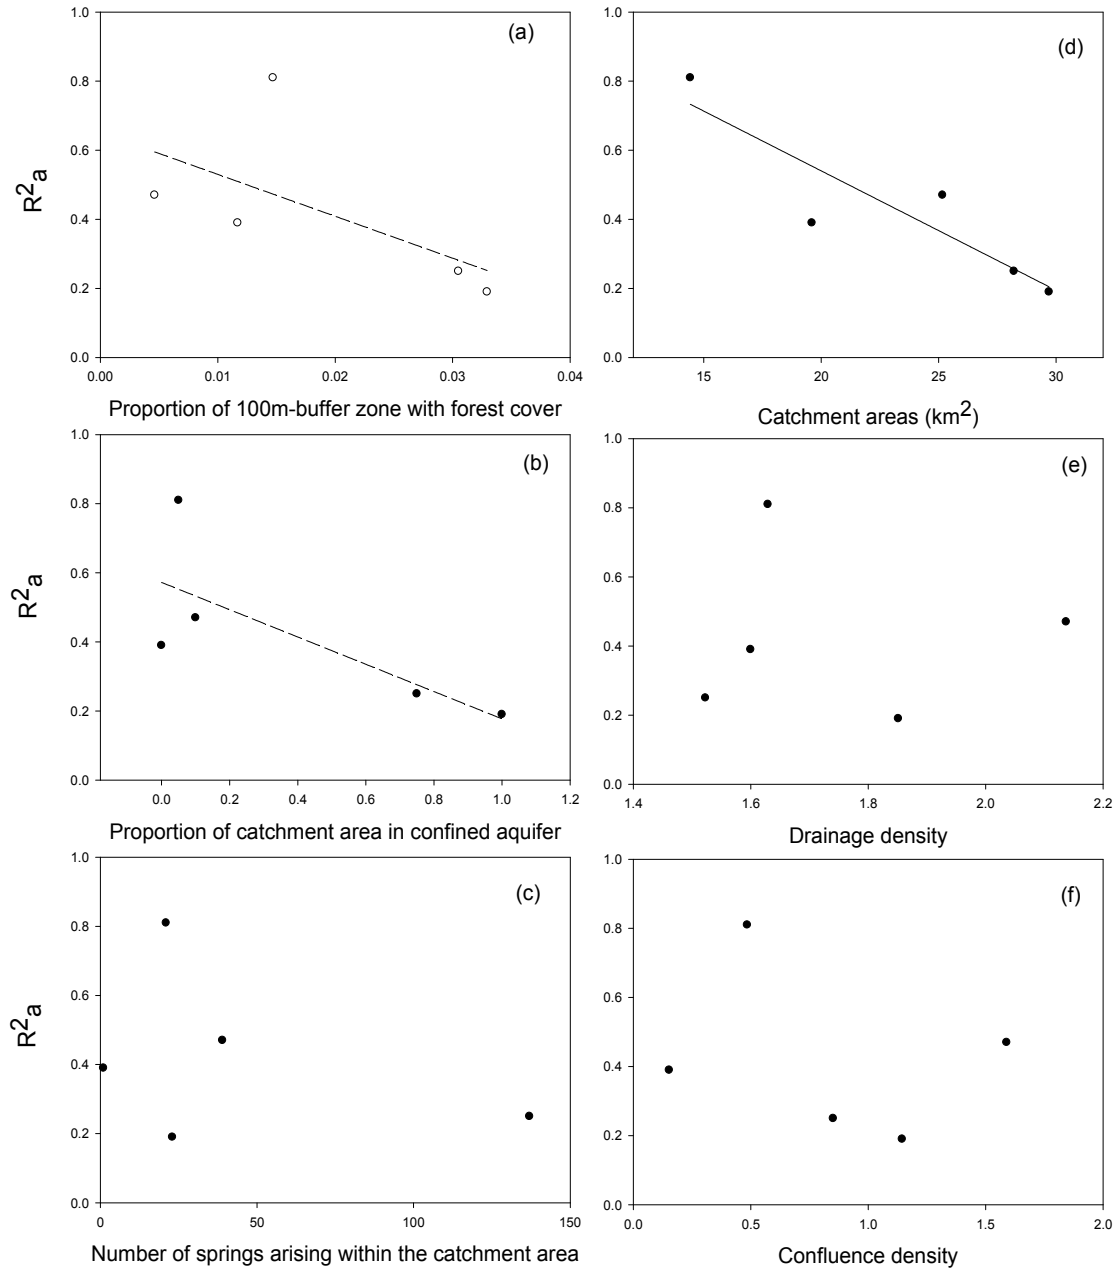 (a)
1.0
0.8
0.6
0.4
0.2
0.0
R²a
0.00 0.01 0.02 0.03 0.04
Proportion of 100m-buffer zone with forest cover
(d)
1.0
0.8
0.6
0.4
0.2
0.0
15 20 25 30
Catchment areas (km²)
(b)
1.0
0.8
0.6
0.4
0.2
0.0
R²a
0.0 0.2 0.4 0.6 0.8 1.0 1.2
Proportion of catchment area in confined aquifer
(e)
1.0
0.8
0.6
0.4
0.2
0.0
1.4 1.6 1.8 2.0 2.2
Drainage density
(c)
1.0
0.8
0.6
0.4
0.2
0.0
R²a
0 50 100 150
Number of springs arising within the catchment area
(f)
1.0
0.8
0.6
0.4
0.2
0.0
0.0 0.5 1.0 1.5 2.0
Confluence density